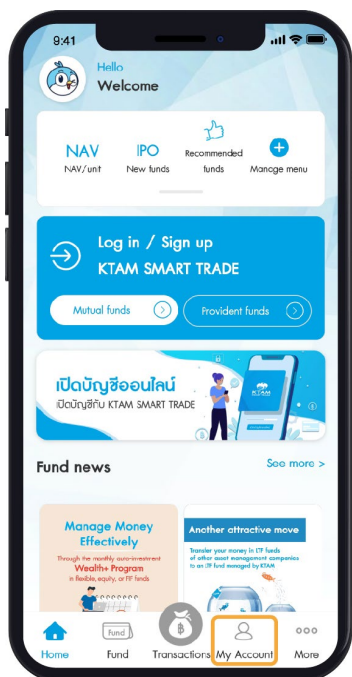 9:41
Hello
Welcome
NAV
NAV/unit
IPO
New funds
Recommended
funds
Manage menu
Log in / Sign up
KTAM SMART TRADE
Mutual funds
Provident funds
เปิดบัญชีออนไลน์
เปิดบัญชีกับ KTAM SMART TRADE
KTAM
Fund news
See more >
Manage Money
Effectively
Through the monthly auto-investment
Wealth+ Program
in flexible, equity, or FIF funds
Another attractive move
Transfer your money in LTF funds
of other asset management companies
to an LTF fund managed by KTAM
Home
Fund
Fund
Transactions
My Account
More